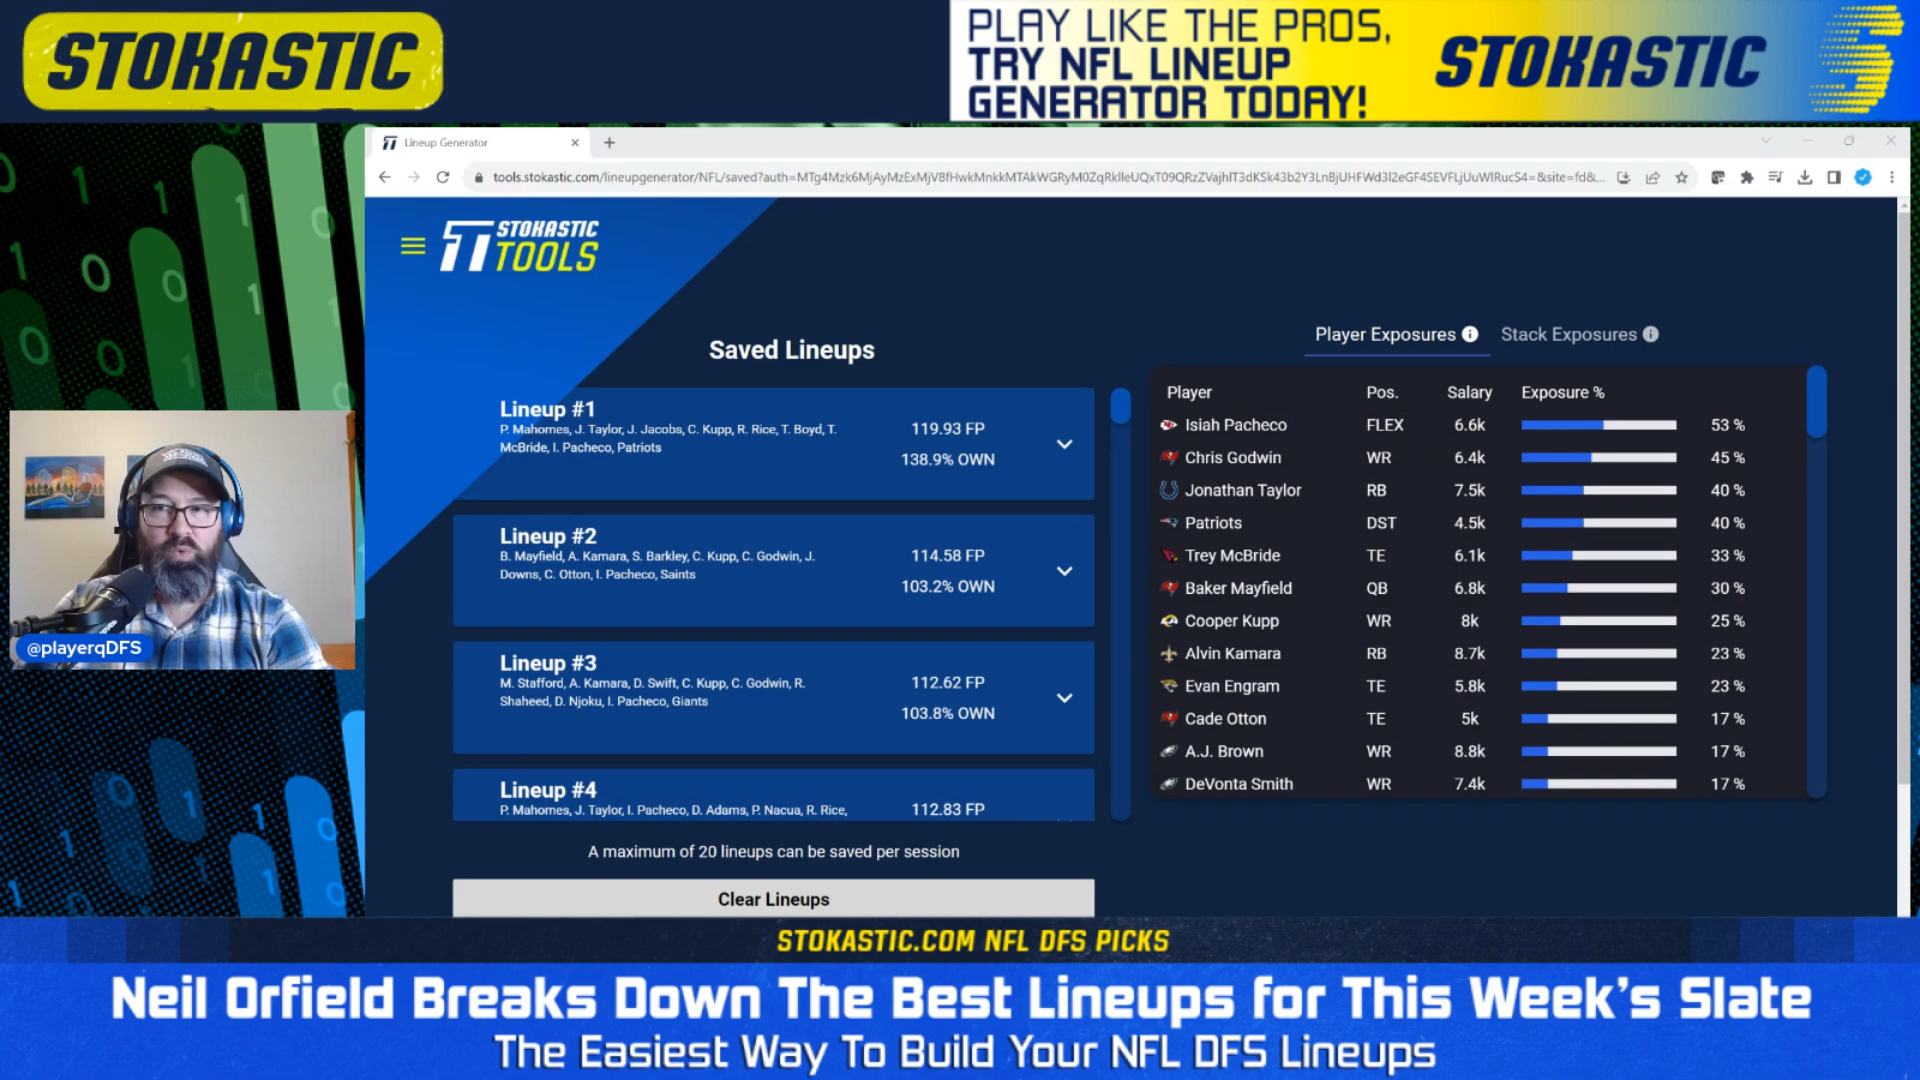 STOKASTIC
PLAY LIKE THE PROS,
TRY NFL LINEUP
GENERATOR TODAY!
STOKASTIC
Lineup Generator
STOKASTIC
TOOLS
Saved Lineups
Lineup #1
P. Mahomes, J. Taylor, J. Jacobs, C. Kupp, R. Rice, T. Boyd, T.
McBride, I. Pacheco, Patriots
119.93 FP
138.9% OWN
Lineup #2
B. Mayfield, A. Kamara, S. Barkley, C. Kupp, C. Godwin, J.
Downs, C. Otton, I. Pacheco, Saints
114.58 FP
103.2% OWN
Lineup #3
M. Stafford, A. Kamara, D. Swift, C. Kupp, C. Godwin, R.
Shaheed, D. Njoku, I. Pacheco, Giants
112.62 FP
103.8% OWN
Lineup #4
P. Mahomes, J. Taylor, I. Pacheco, D. Adams, P. Nacua, R. Rice,
112.83 FP
A maximum of 20 lineups can be saved per session
Clear Lineups
Player Exposures Stack Exposures
Player Pos. Salary Exposure %
Isiah Pacheco FLEX 6.6k 53 %
Chris Godwin WR 6.4k 45 %
Jonathan Taylor RB 7.5k 40 %
Patriots DST 4.5k 40 %
Trey McBride TE 6.1k 33 %
Baker Mayfield QB 6.8k 30 %
Cooper Kupp WR 8k 25 %
Alvin Kamara RB 8.7k 23 %
Evan Engram TE 5.8k 23 %
Cade Otton TE 5k 17 %
A.J. Brown WR 8.8k 17 %
DeVonta Smith WR 7.4k 17 %
@playerqDFS
STOKASTIC.COM NFL DFS PICKS
Neil Orfield Breaks Down The Best Lineups for This Week's Slate
The Easiest Way To Build Your NFL DFS Lineups